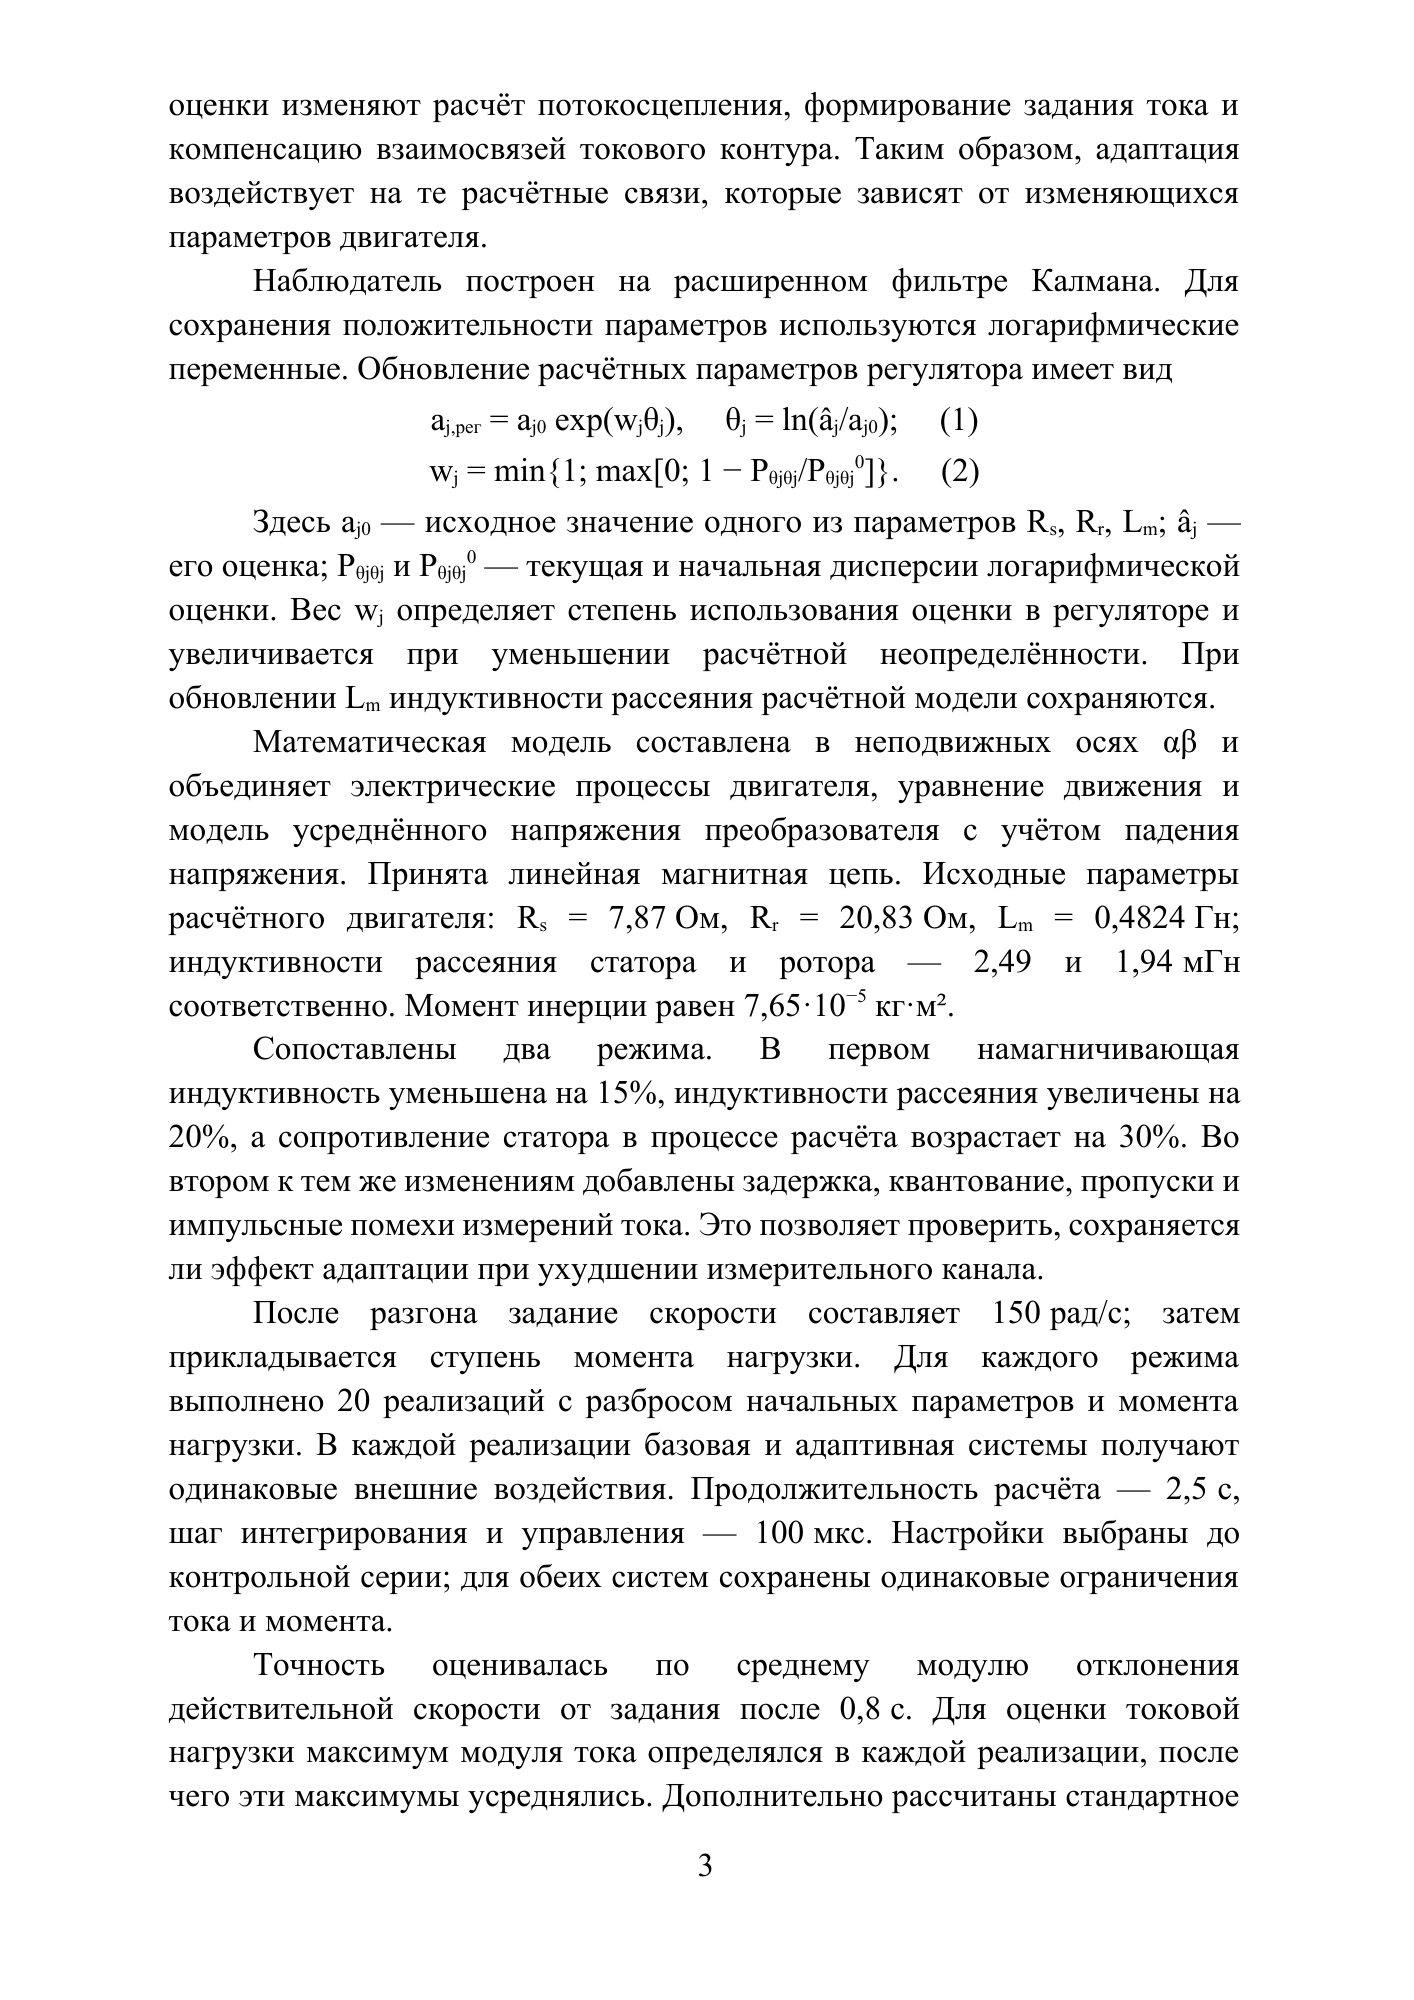 оценки изменяют расчёт потокосцепления, формирование задания тока и
компенсацию взаимосвязей токового контура. Таким образом, адаптация
воздействует на те расчётные связи, которые зависят от изменяющихся
параметров двигателя.
Наблюдатель построен на расширенном фильтре Калмана. Для
сохранения положительности параметров используются логарифмические
переменные. Обновление расчётных параметров регулятора имеет вид
aj,рег = aj0 exp(wjθj), θj = ln(âj/aj0); (1)
wj = min{1; max[0; 1 − Pθjθj/Pθjθj⁰]}. (2)
Здесь aj0 — исходное значение одного из параметров Rs, Rr, Lm; âj —
его оценка; Pθjθj и Pθjθj⁰ — текущая и начальная дисперсии логарифмической
оценки. Вес wj определяет степень использования оценки в регуляторе и
увеличивается при уменьшении расчётной неопределённости. При
обновлении Lm индуктивности рассеяния расчётной модели сохраняются.
Математическая модель составлена в неподвижных осях αβ и
объединяет электрические процессы двигателя, уравнение движения и
модель усреднённого напряжения преобразователя с учётом падения
напряжения. Принята линейная магнитная цепь. Исходные параметры
расчётного двигателя: Rs = 7,87 Ом, Rr = 20,83 Ом, Lm = 0,4824 Гн;
индуктивности рассеяния статора и ротора — 2,49 и 1,94 мГн
соответственно. Момент инерции равен 7,65·10⁻⁵ кг·м².
Сопоставлены два режима. В первом намагничивающая
индуктивность уменьшена на 15%, индуктивности рассеяния увеличены на
20%, а сопротивление статора в процессе расчёта возрастает на 30%. Во
втором к тем же изменениям добавлены задержка, квантование, пропуски и
импульсные помехи измерений тока. Это позволяет проверить, сохраняется
ли эффект адаптации при ухудшении измерительного канала.
После разгона задание скорости составляет 150 рад/с; затем
прикладывается ступень момента нагрузки. Для каждого режима
выполнено 20 реализаций с разбросом начальных параметров и момента
нагрузки. В каждой реализации базовая и адаптивная системы получают
одинаковые внешние воздействия. Продолжительность расчёта — 2,5 с,
шаг интегрирования и управления — 100 мкс. Настройки выбраны до
контрольной серии; для обеих систем сохранены одинаковые ограничения
тока и момента.
Точность оценивалась по среднему модулю отклонения
действительной скорости от задания после 0,8 с. Для оценки токовой
нагрузки максимум модуля тока определялся в каждой реализации, после
чего эти максимумы усреднялись. Дополнительно рассчитаны стандартное
3